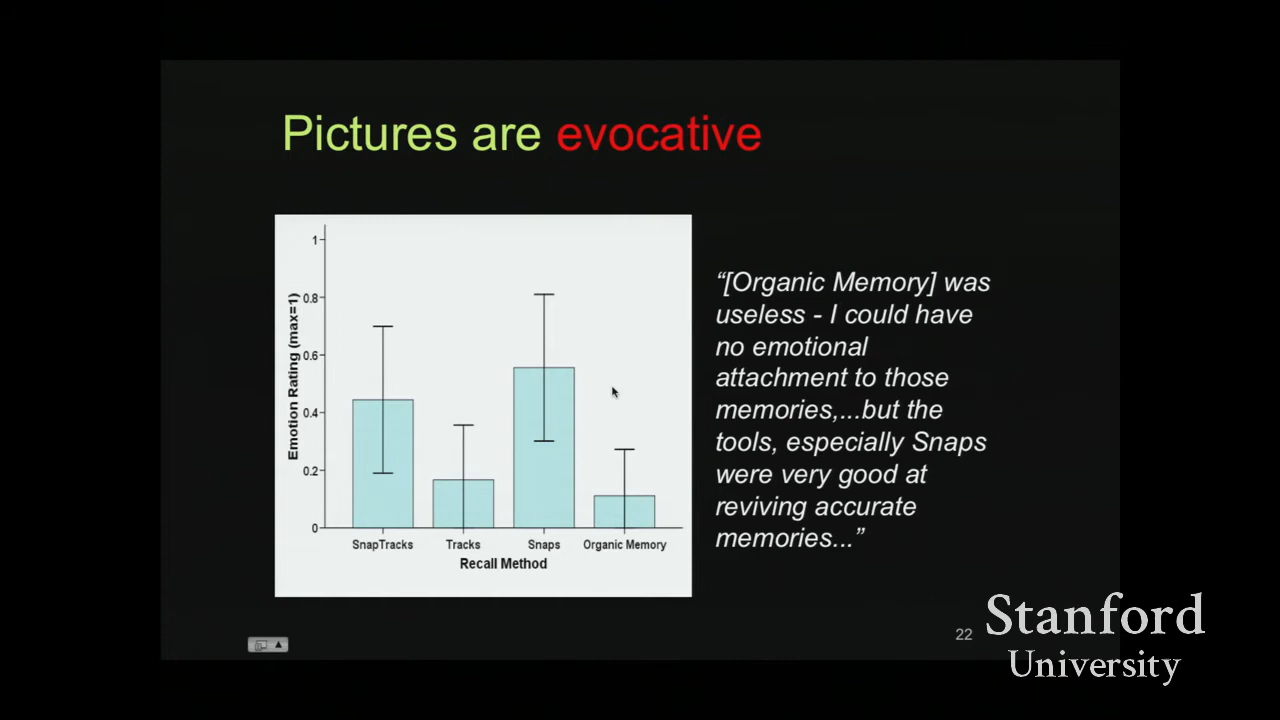 Pictures are evocative
1
0.8
0.6
0.4
0.2
0
Emotion Rating (max=1)
SnapTracks Tracks Snaps Organic Memory
Recall Method
“[Organic Memory] was
useless - I could have
no emotional
attachment to those
memories,...but the
tools, especially Snaps
were very good at
reviving accurate
memories...”
22
Stanford
University